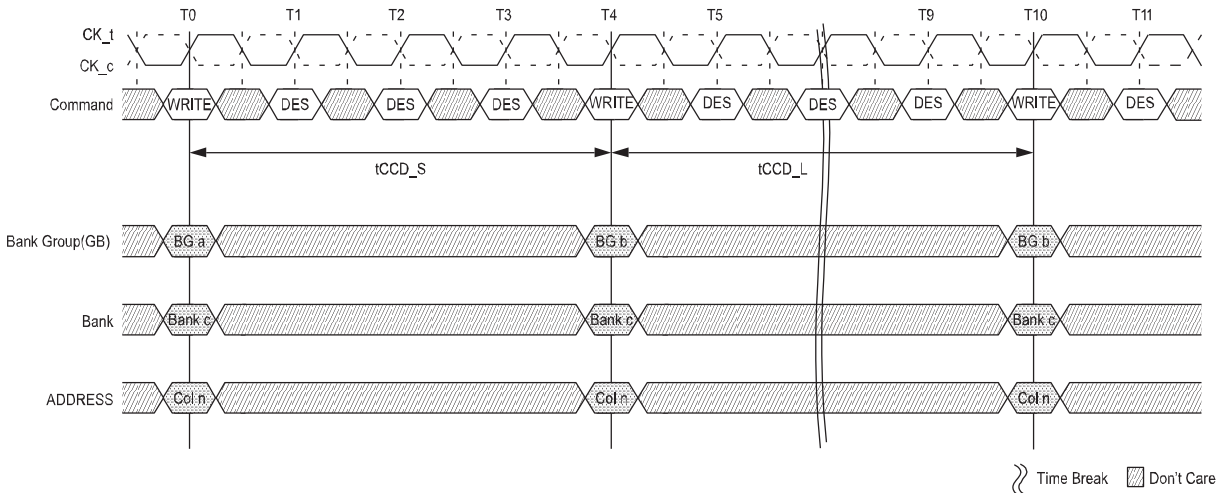 T0 T1 T2 T3 T4 T5 T9 T10 T11
CK_t
CK_c
Command WRITE DES DES DES WRITE DES DES DES WRITE DES
tCCD_S tCCD_L
Bank Group(GB) BG a BG b BG b
Bank Bank c Bank c Bank c
ADDRESS Col n Col n Col n
Time Break Don't Care